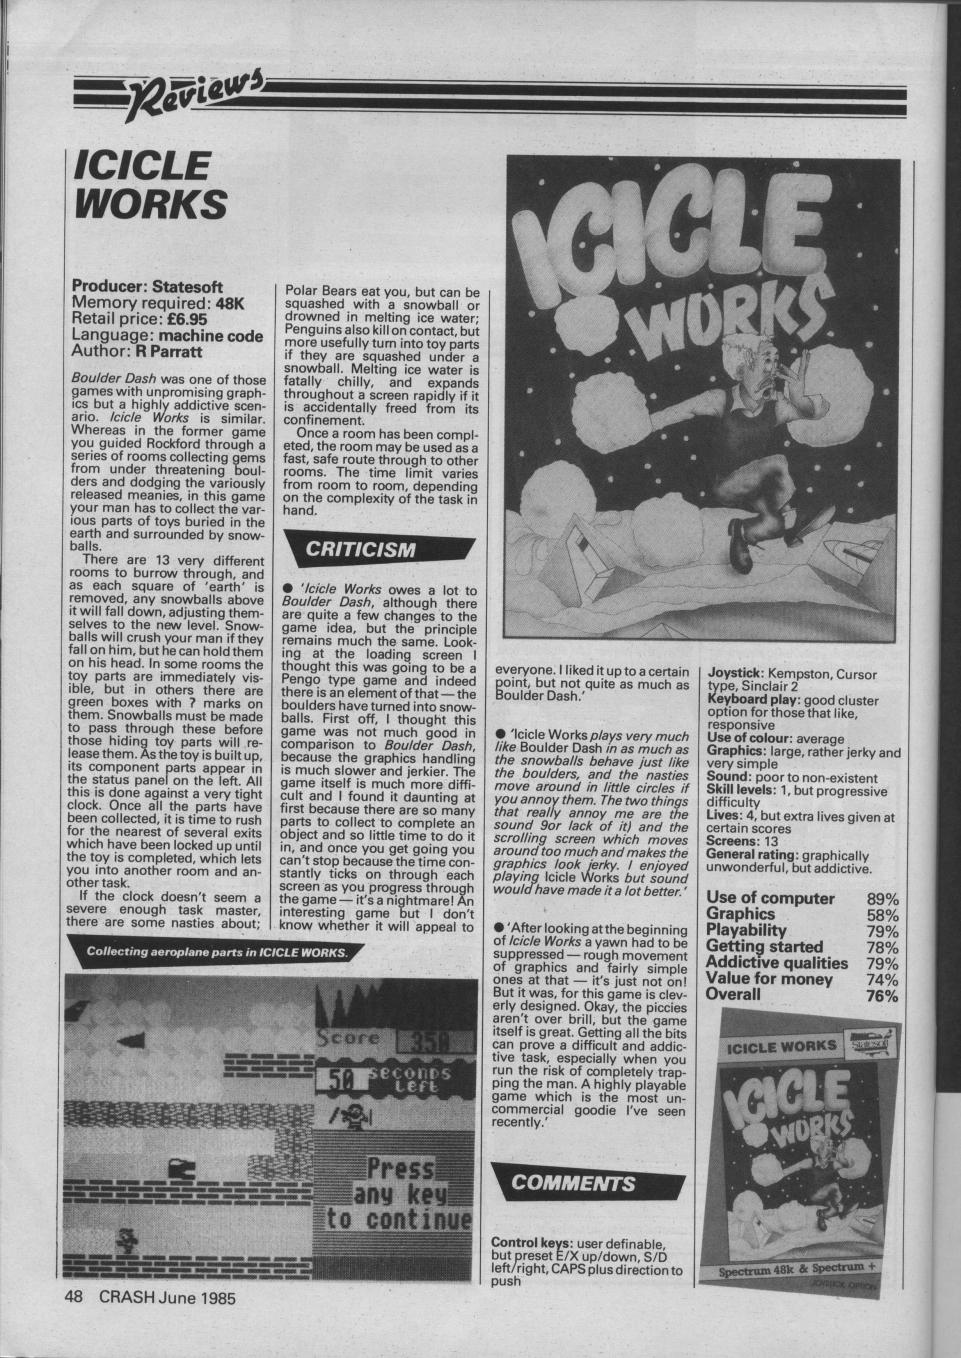 Reviews
ICICLE
WORKS
Producer: Statesoft
Memory required: 48K
Retail price: £6.95
Language: machine code
Author: R Parratt
Boulder Dash was one of those
games with unpromising graph-
ics but a highly addictive scen-
ario. Icicle Works is similar.
Whereas in the former game
you guided Rockford through a
series of rooms collecting gems
from under threatening boul-
ders and dodging the variously
released meanies, in this game
your man has to collect the var-
ious parts of toys buried in the
earth and surrounded by snow-
balls.
There are 13 very different
rooms to burrow through, and
as each square of 'earth' is
removed, any snowballs above
it will fall down, adjusting them-
selves to the new level. Snow-
balls will crush your man if they
fall on him, but he can hold them
on his head. In some rooms the
toy parts are immediately vis-
ible, but in others there are
green boxes with ? marks on
them. Snowballs must be made
to pass through these before
those hiding toy parts will re-
lease them. As the toy is built up,
its component parts appear in
the status panel on the left. All
this is done against a very tight
clock. Once all the parts have
been collected, it is time to rush
for the nearest of several exits
which have been locked up until
the toy is completed, which lets
you into another room and an-
other task.
If the clock doesn't seem a
severe enough task master,
there are some nasties about;
Polar Bears eat you, but can be
squashed with a snowball or
drowned in melting ice water;
Penguins also kill on contact, but
more usefully turn into toy parts
if they are squashed under a
snowball. Melting ice water is
fatally chilly, and expands
throughout a screen rapidly if it
is accidentally freed from its
confinement.
Once a room has been compl-
eted, the room may be used as a
fast, safe route through to other
rooms. The time limit varies
from room to room, depending
on the complexity of the task in
hand.
CRITICISM
● 'Icicle Works owes a lot to
Boulder Dash, although there
are quite a few changes to the
game idea, but the principle
remains much the same. Look-
ing at the loading screen I
thought this was going to be a
Pengo type game and indeed
there is an element of that — the
boulders have turned into snow-
balls. First off, I thought this
game was not much good in
comparison to Boulder Dash,
because the graphics handling
is much slower and jerkier. The
game itself is much more diffi-
cult and I found it daunting at
first because there are so many
parts to collect to complete an
object and so little time to do it
in, and once you get going you
can't stop because the time con-
stantly ticks on through each
screen as you progress through
the game — it's a nightmare! An
interesting game but I don't
know whether it will appeal to
ICICLE
WORKS
everyone. I liked it up to a certain
point, but not quite as much as
Boulder Dash.'
● 'Icicle Works plays very much
like Boulder Dash in as much as
the snowballs behave just like
the boulders, and the nasties
move around in little circles if
you annoy them. The two things
that really annoy me are the
sound 9or lack of it) and the
scrolling screen which moves
around too much and makes the
graphics look jerky. I enjoyed
playing Icicle Works but sound
would have made it a lot better.'
● 'After looking at the beginning
of Icicle Works a yawn had to be
suppressed — rough movement
of graphics and fairly simple
ones at that — it's just not on!
But it was, for this game is clev-
erly designed. Okay, the piccies
aren't over brill, but the game
itself is great. Getting all the bits
can prove a difficult and addic-
tive task, especially when you
run the risk of completely trap-
ping the man. A highly playable
game which is the most un-
commercial goodie I've seen
recently.'
COMMENTS
Control keys: user definable,
but preset E/X up/down, S/D
left/right, CAPS plus direction to
push
Joystick: Kempston, Cursor
type, Sinclair 2
Keyboard play: good cluster
option for those that like,
responsive
Use of colour: average
Graphics: large, rather jerky and
very simple
Sound: poor to non-existent
Skill levels: 1, but progressive
difficulty
Lives: 4, but extra lives given at
certain scores
Screens: 13
General rating: graphically
unwonderful, but addictive.
Use of computer 89%
Graphics 58%
Playability 79%
Getting started 78%
Addictive qualities 79%
Value for money 74%
Overall 76%
Collecting aeroplane parts in ICICLE WORKS.
Score 350
50 seconds
Left
Press
any key
to continue
ICICLE WORKS
Statesoft
ICICLE
WORKS
Spectrum 48k & Spectrum +
JOYSTICK OPTION
48 CRASH June 1985